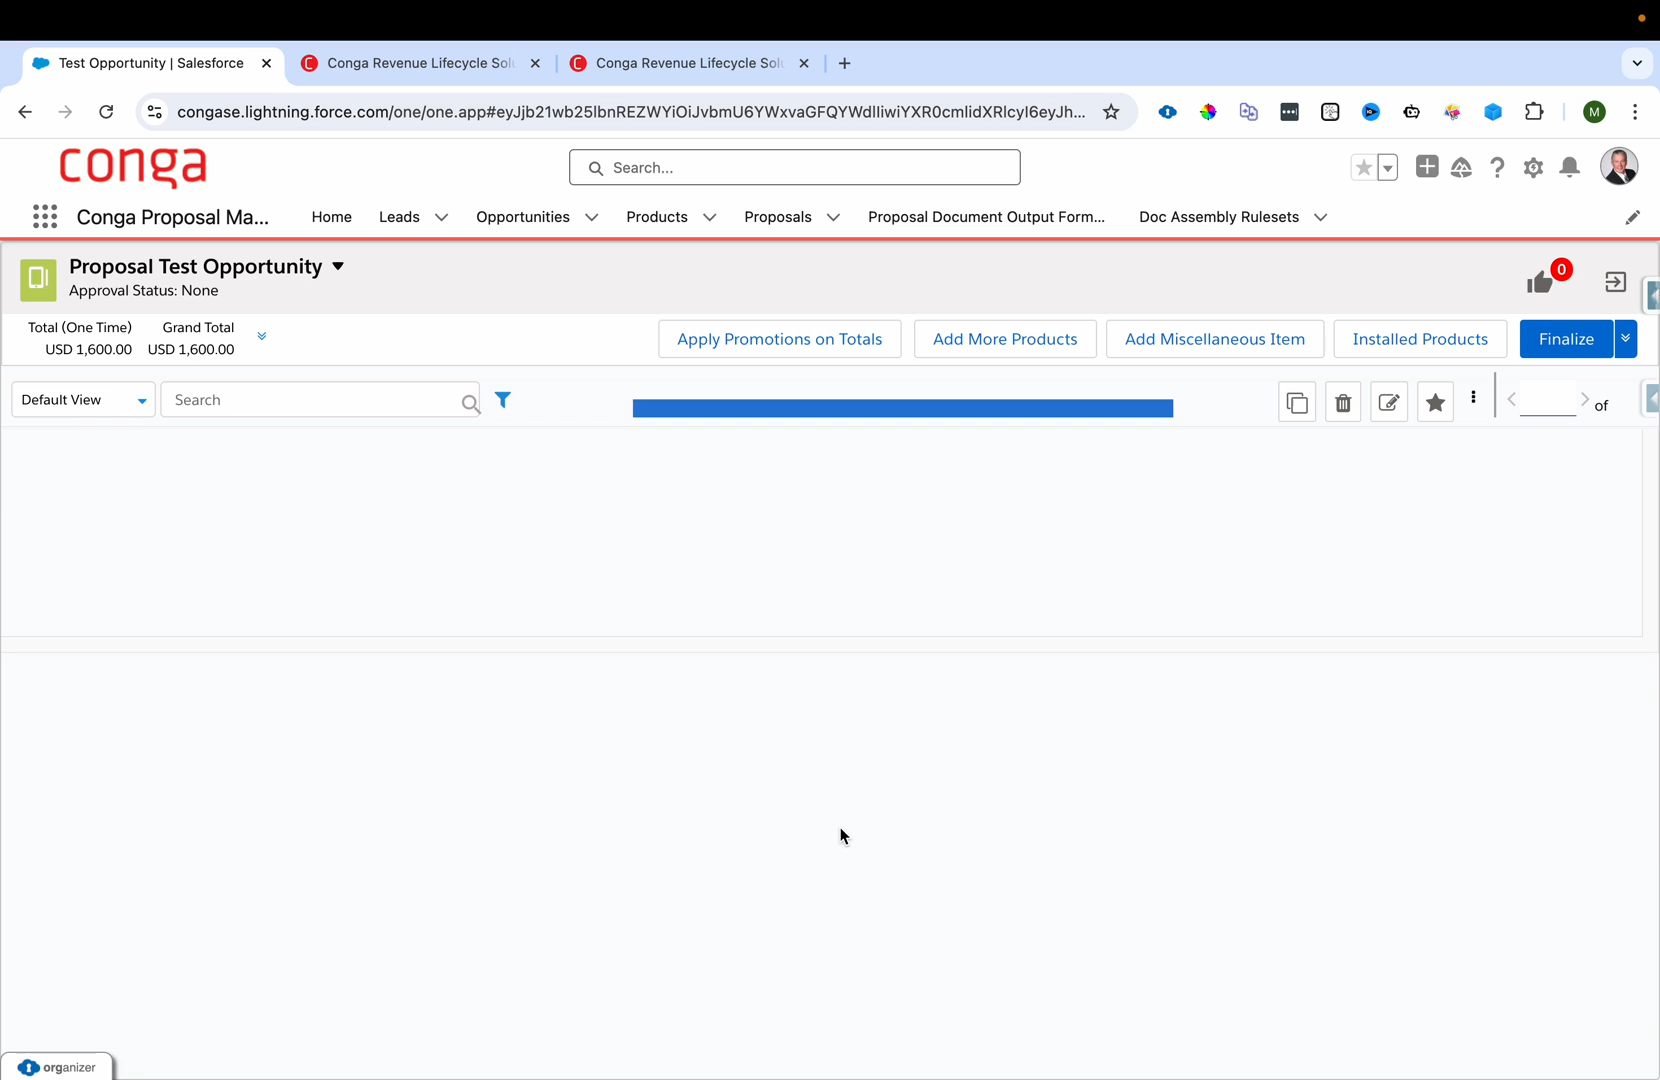 Test Opportunity | Salesforce
Conga Revenue Lifecycle Sol
Conga Revenue Lifecycle Sol
congase.lightning.force.com/one/one.app#eyJjb21wb25lbnREZWYiOiJvbmU6YWxvaGFQYWdlIiwiYXR0cmlidXRlcyI6eyJh...
M
conga
Search...
Conga Proposal Ma...
Home
Leads
Opportunities
Products
Proposals
Proposal Document Output Form...
Doc Assembly Rulesets
Proposal Test Opportunity
Approval Status: None
0
Total (One Time)
USD 1,600.00
Grand Total
USD 1,600.00
Apply Promotions on Totals
Add More Products
Add Miscellaneous Item
Installed Products
Finalize
Default View
Search
of
organizer